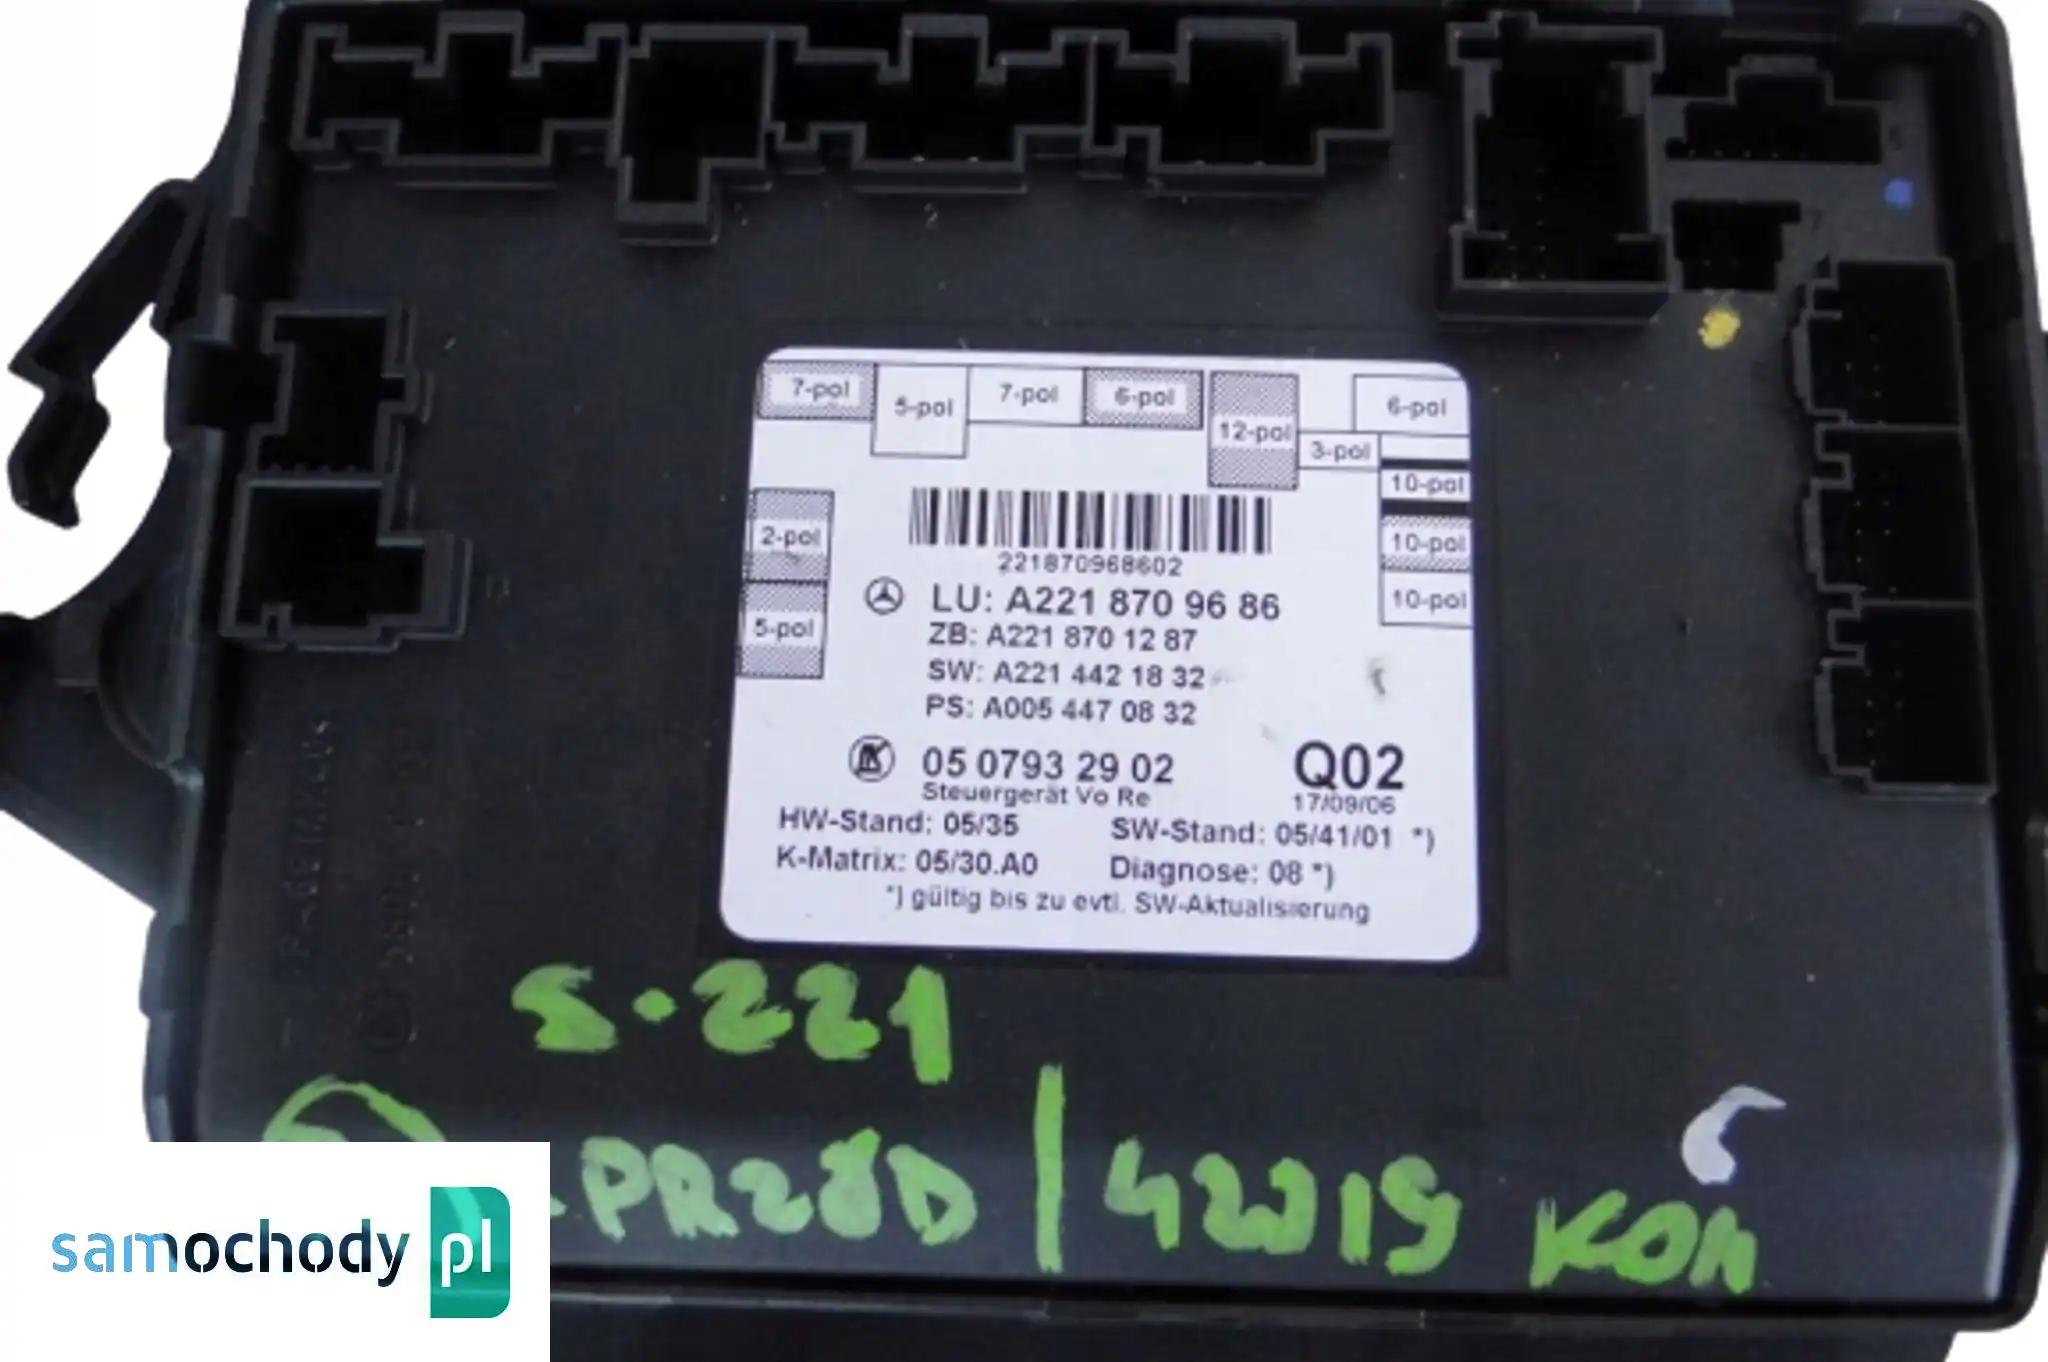 7-pol
5-pol
7-pol
6-pol
12-pol
3-pol
6-pol
10-pol
10-pol
10-pol
2-pol
5-pol
221870968602
LU: A221 870 96 86
ZB: A221 870 12 87
SW: A221 442 18 32
PS: A005 447 08 32
05 0793 29 02
Q02
Steuergerät Vo Re
17/09/06
HW-Stand: 05/35
SW-Stand: 05/41/01 *)
K-Matrix: 05/30.A0
Diagnose: 08 *)
*) gültig bis zu evtl. SW-Aktualisierung
S-221
samochody pl